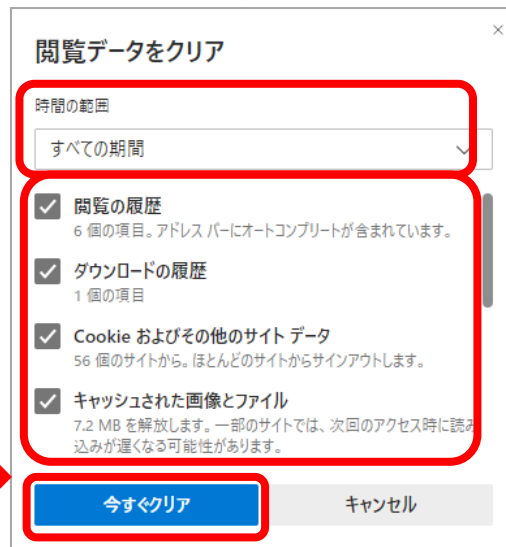 閲覧データをクリア
時間の範囲
すべての期間
閲覧の履歴
6 個の項目。アドレス バーにオートコンプリートが含まれています。
ダウンロードの履歴
1 個の項目
Cookie およびその他のサイト データ
56 個のサイトから。ほとんどのサイトからサインアウトします。
キャッシュされた画像とファイル
7.2 MB を解放します。一部のサイトでは、次回のアクセス時に読み
込みが遅くなる可能性があります。
今すぐクリア
キャンセル